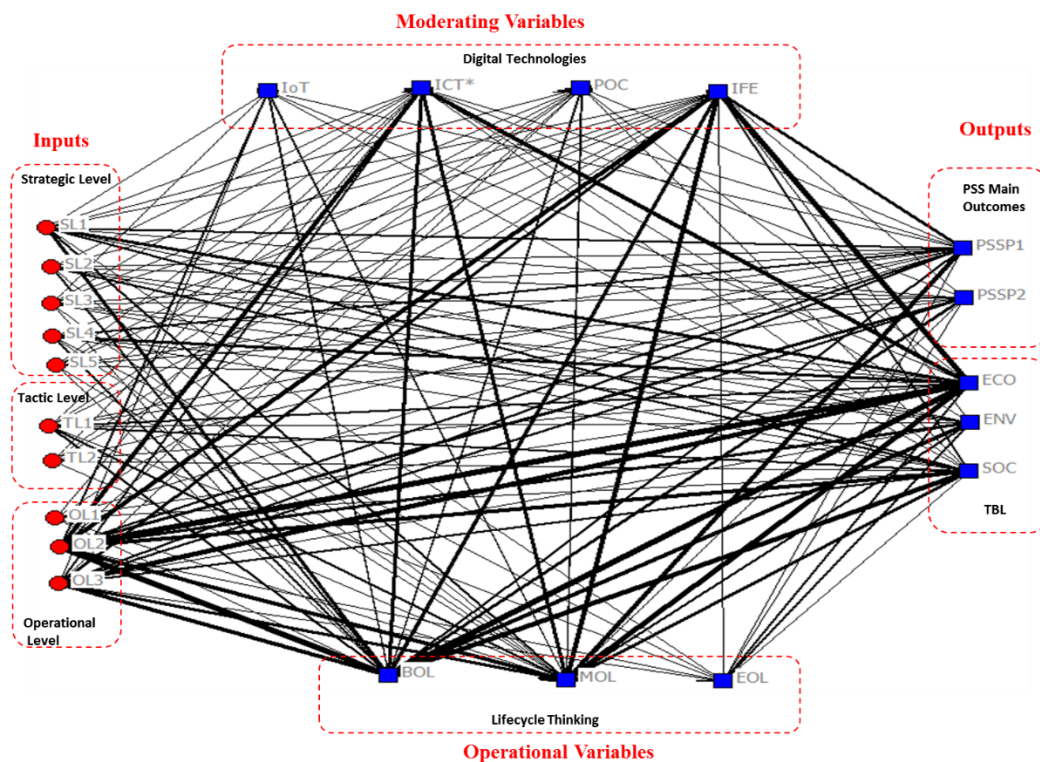 Moderating Variables
Digital Technologies
IoT
ICT*
POC
IFE
Inputs
Strategic Level
SL1
SL2
SL3
SL4
SL5
Tactic Level
TL1
TL2
OL1
OL2
OL3
Operational
Level
Outputs
PSS Main
Outcomes
PSSP1
PSSP2
ECO
ENV
SOC
TBL
BOL
MOL
EOL
Lifecycle Thinking
Operational Variables